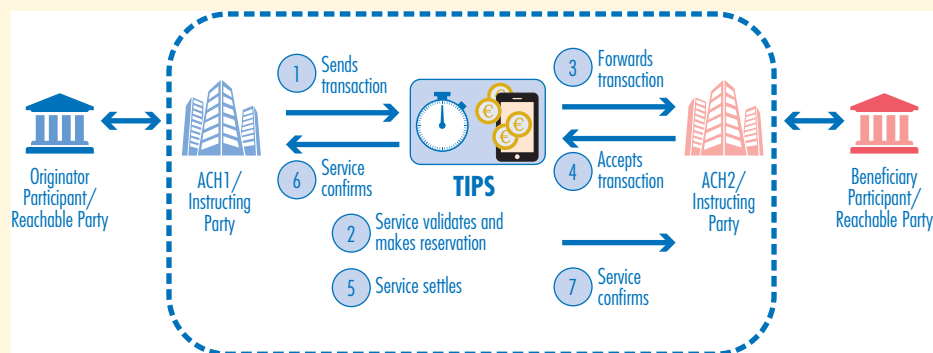 1 Sends
transaction
3 Forwards
transaction
€
€
€
€
Originator
Participant/
Reachable Party
ACH1/
Instructing
Party
6 Service
confirms
TIPS
4 Accepts
transaction
ACH2/
Instructing
Party
Beneficiary
Participant/
Reachable Party
2 Service validates and
makes reservation
5 Service settles
7 Service
confirms